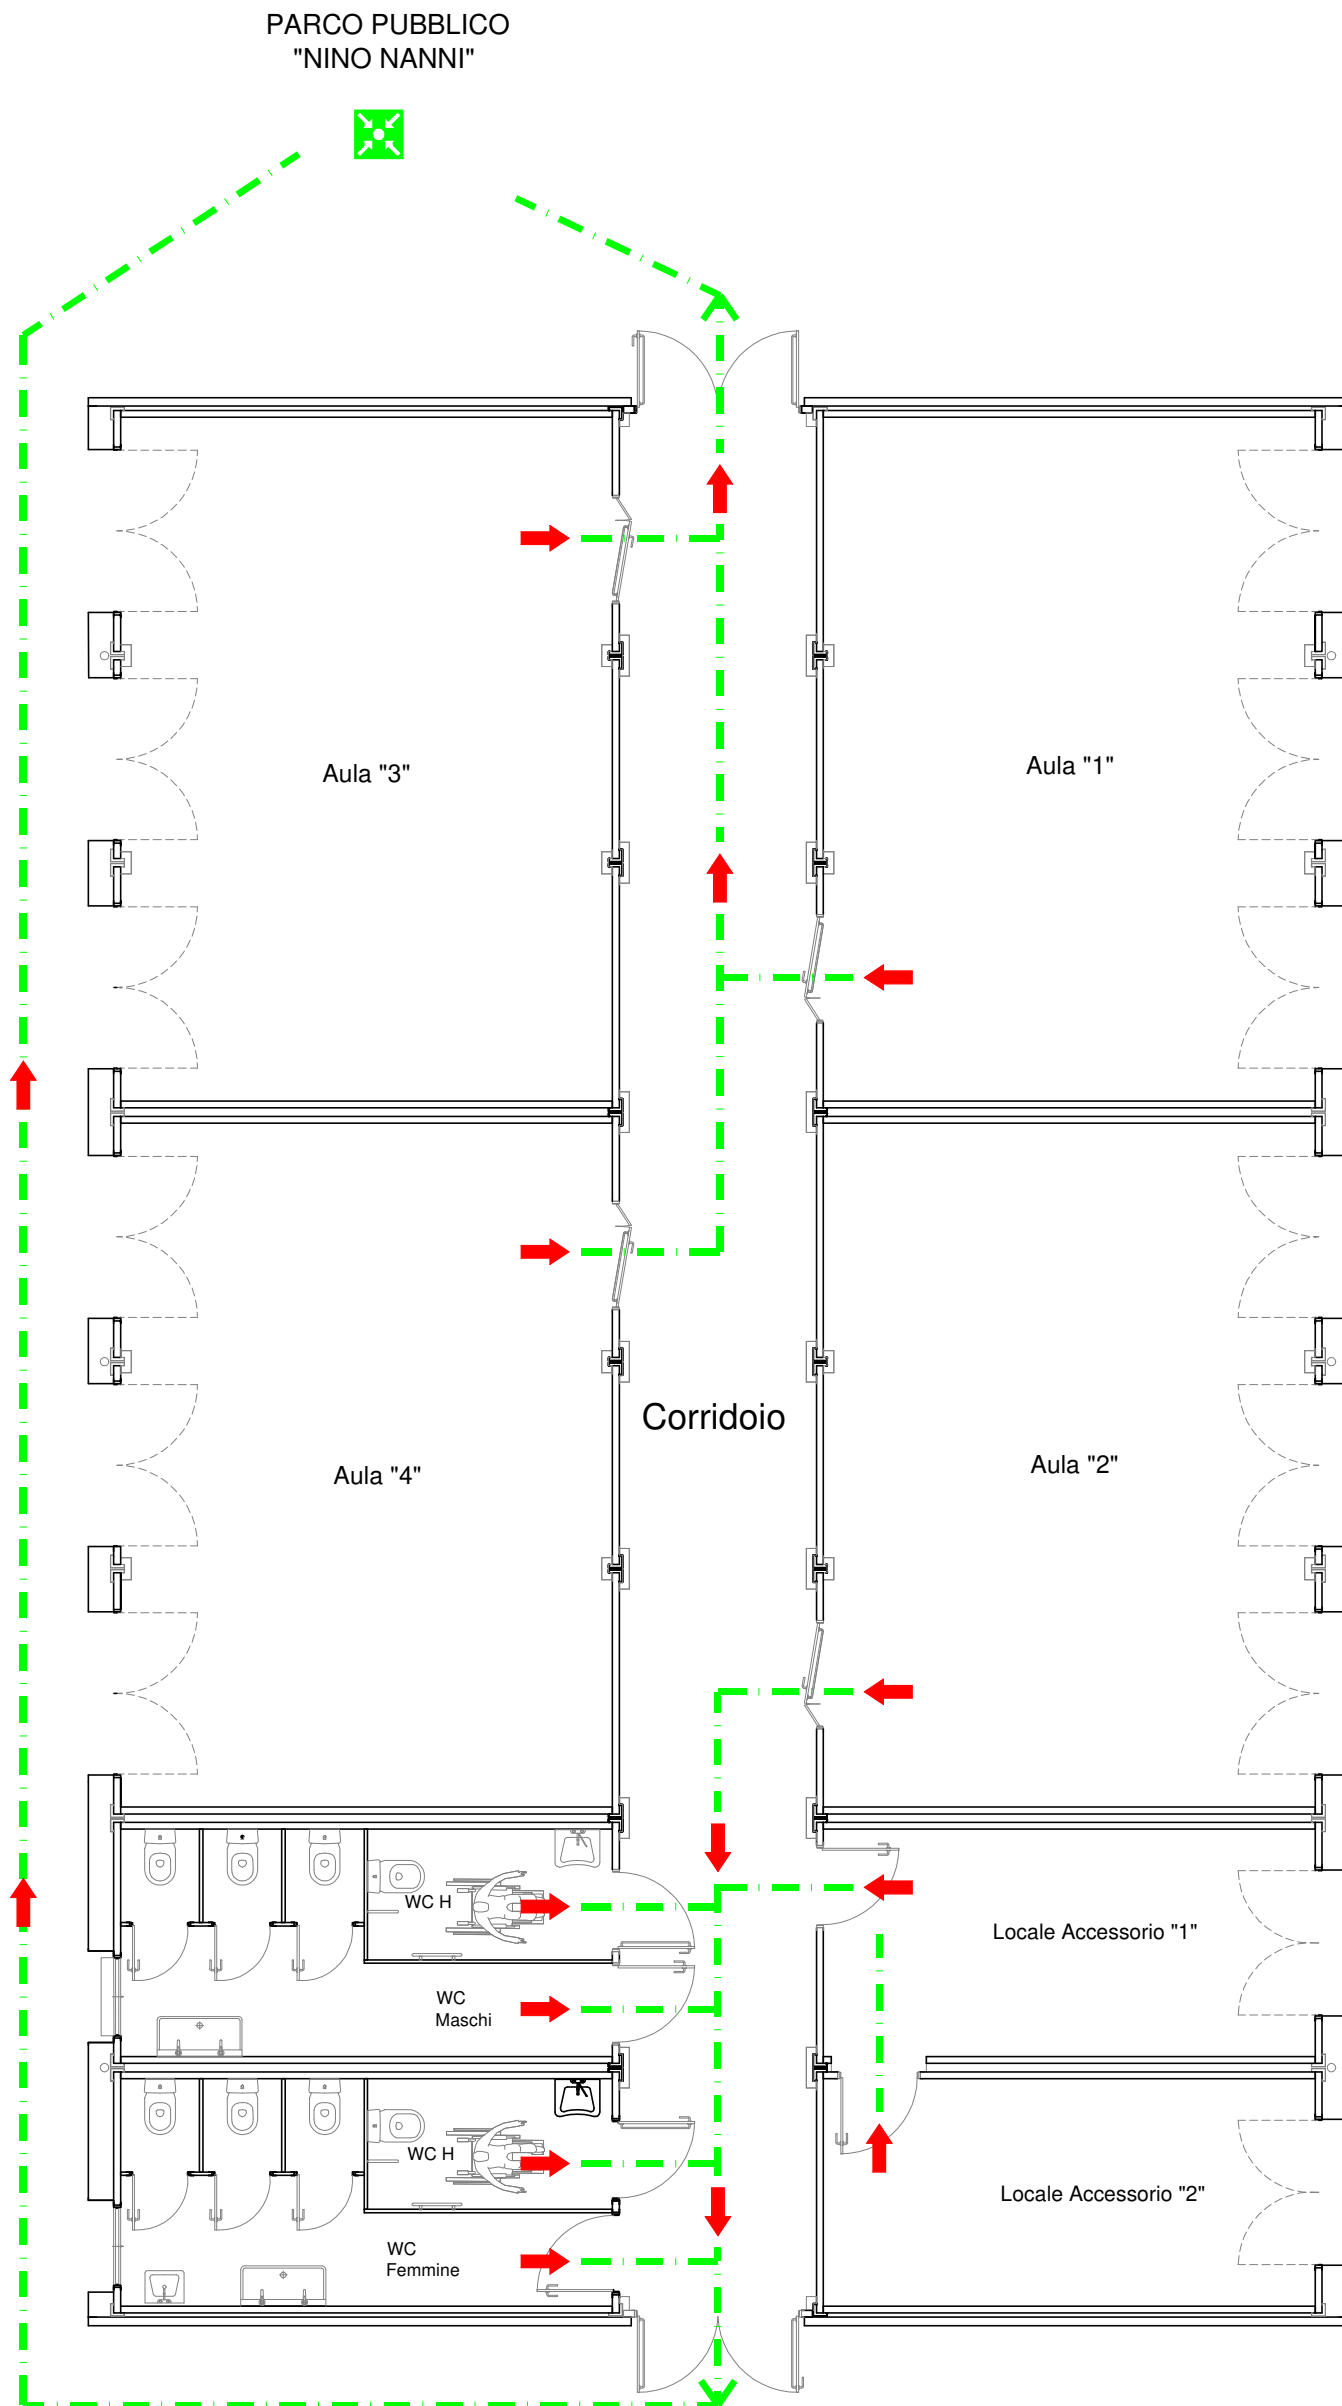 PARCO PUBBLICO
"NINO NANNI"
Aula "3"
Aula "1"
Corridoio
Aula "4"
Aula "2"
WC H
Locale Accessorio "1"
WC
Maschi
WC H
Locale Accessorio "2"
WC
Femmine